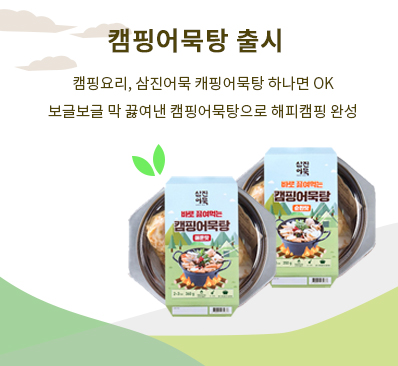 캠핑어묵탕 출시
캠핑요리, 삼진어묵 캐핑어묵탕 하나면 OK
보글보글 막 끓여낸 캠핑어묵탕으로 해피캠핑 완성
삼진
어묵
바로 끓여먹는
캠핑어묵탕
매운맛
삼진
어묵
바로 끓여먹는
캠핑어묵탕
순한맛